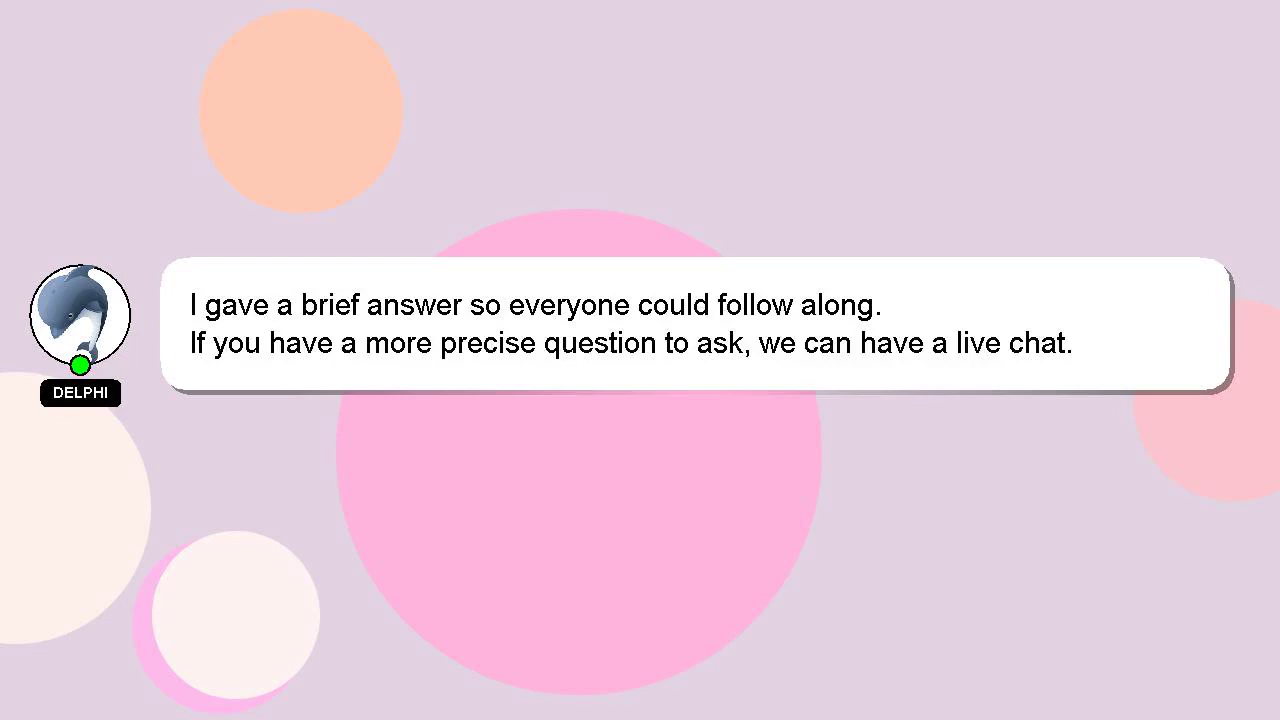 I gave a brief answer so everyone could follow along.
If you have a more precise question to ask, we can have a live chat.
DELPHI